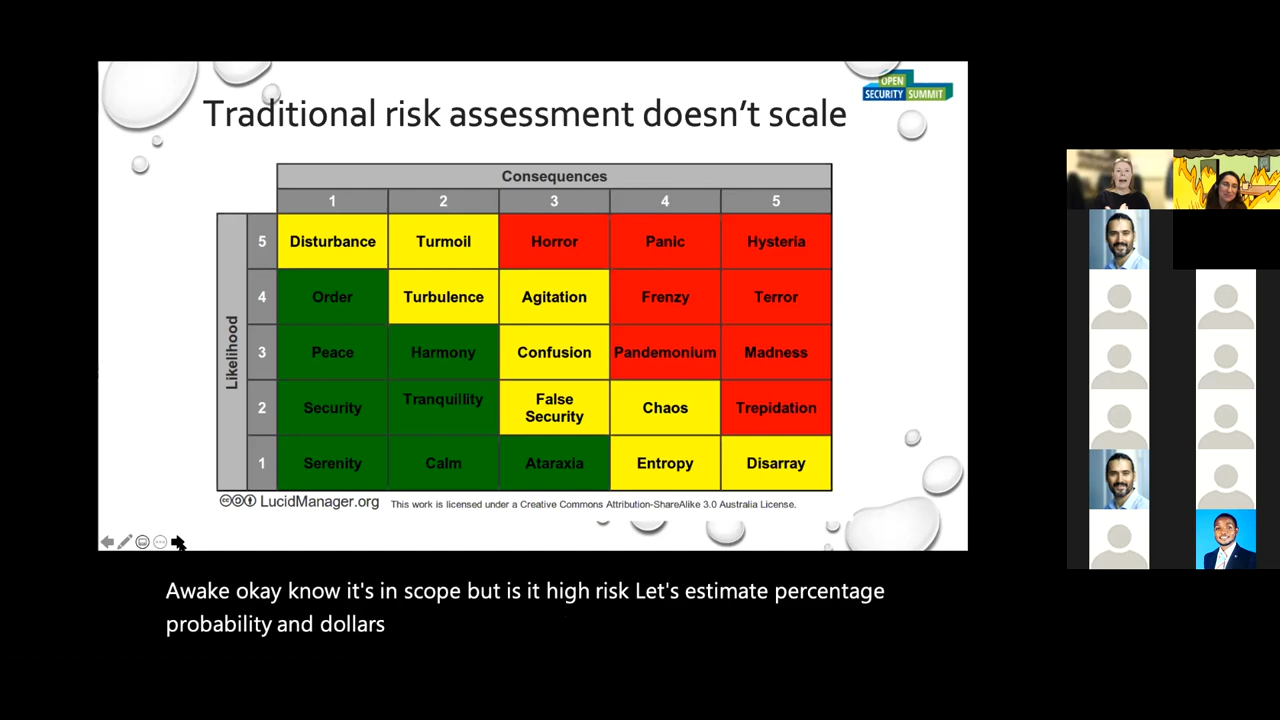 OPEN
SECURITY SUMMIT
Traditional risk assessment doesn't scale
Consequences
1 2 3 4 5
Likelihood
5 Disturbance Turmoil Horror Panic Hysteria
4 Order Turbulence Agitation Frenzy Terror
3 Peace Harmony Confusion Pandemonium Madness
2 Security Tranquillity False Security Chaos Trepidation
1 Serenity Calm Ataraxia Entropy Disarray
LucidManager.org This work is licensed under a Creative Commons Attribution-ShareAlike 3.0 Australia License.
Awake okay know it's in scope but is it high risk Let's estimate percentage
probability and dollars